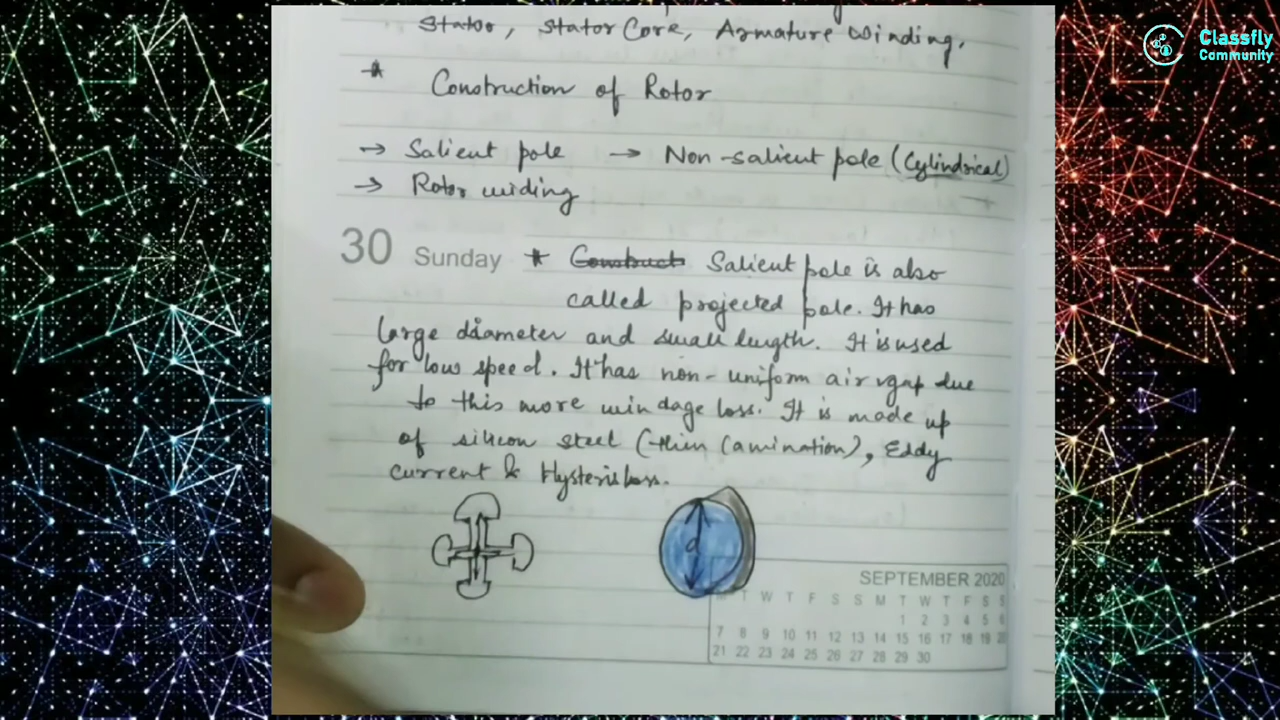 Stator, Stator Core, Armature Winding.
* Construction of Rotor
→ Salient pole → Non-salient pole (Cylindrical)
→ Rotor widing
30 Sunday * Construct Salient pole is also
called projected pole. It has
large diameter and small length. It is used
for low speed. It has non-uniform air gap due
to this more windage loss. It is made up
of silicon steel (thin lamination), Eddy
current & Hysteris loss.
d
SEPTEMBER 2020
M T W T F S S M T W T F S S
1 2 3 4 5 6
7 8 9 10 11 12 13 14 15 16 17 18 19 20
21 22 23 24 25 26 27 28 29 30
Classfly
Community